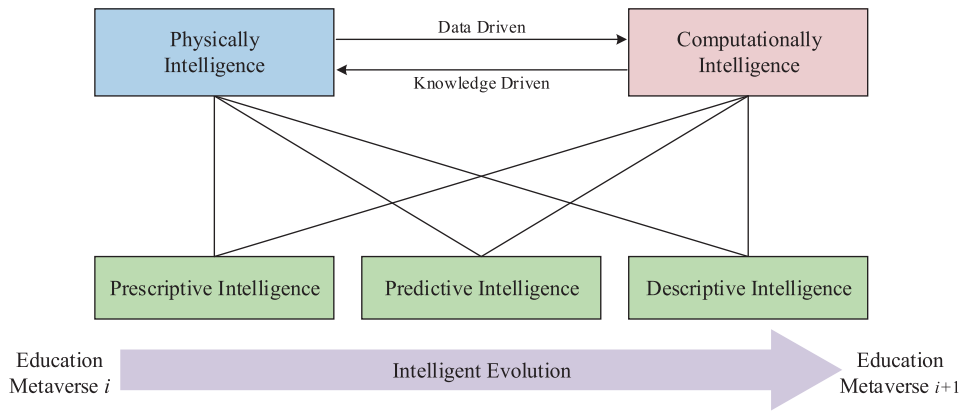 Physically
Intelligence
Data Driven
Knowledge Driven
Computationally
Intelligence
Prescriptive Intelligence
Predictive Intelligence
Descriptive Intelligence
Education
Metaverse i
Intelligent Evolution
Education
Metaverse i+1